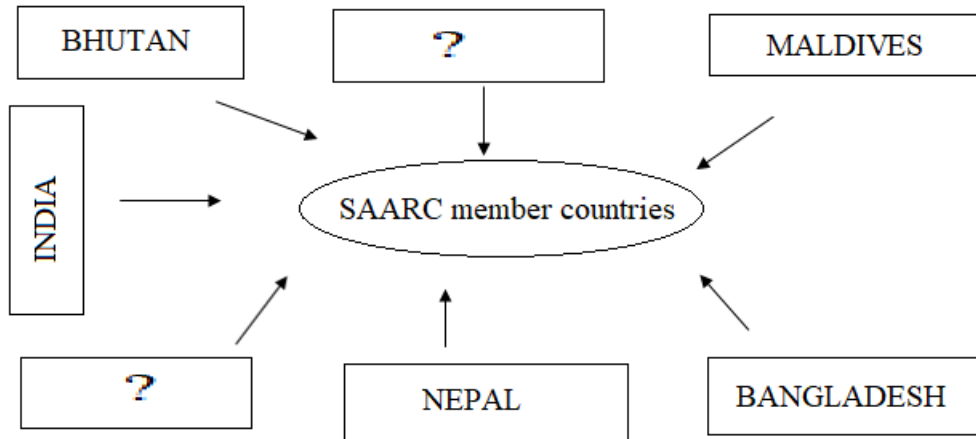 BHUTAN
?
MALDIVES
INDIA
SAARC member countries
?
NEPAL
BANGLADESH